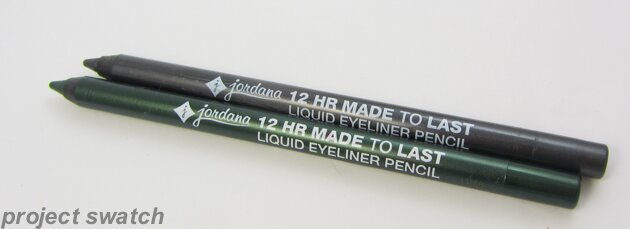 jordana 12 HR MADE TO LAST
LIQUID EYELINER PENCIL
jordana 12 HR MADE TO LAST
LIQUID EYELINER PENCIL
project swatch